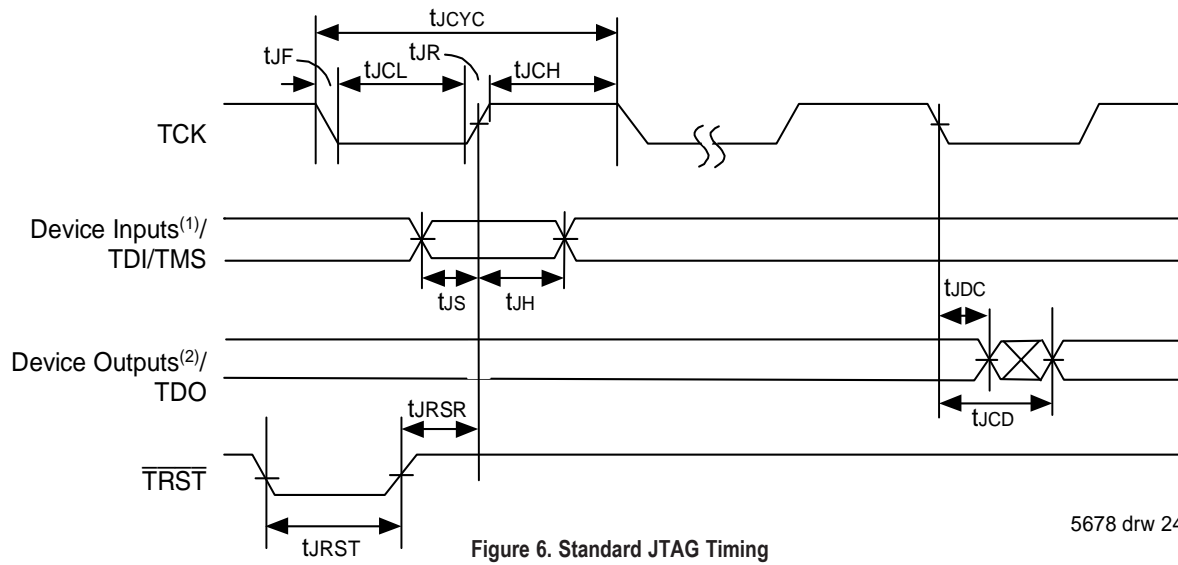 tJCYC
tJF
tJR
tJCL
tJCH
TCK
Device Inputs(1)/
TDI/TMS
tJS
tJH
tJDC
Device Outputs(2)/
TDO
tJRSR
tJCD
TRST
tJRST
5678 drw 24
Figure 6. Standard JTAG Timing